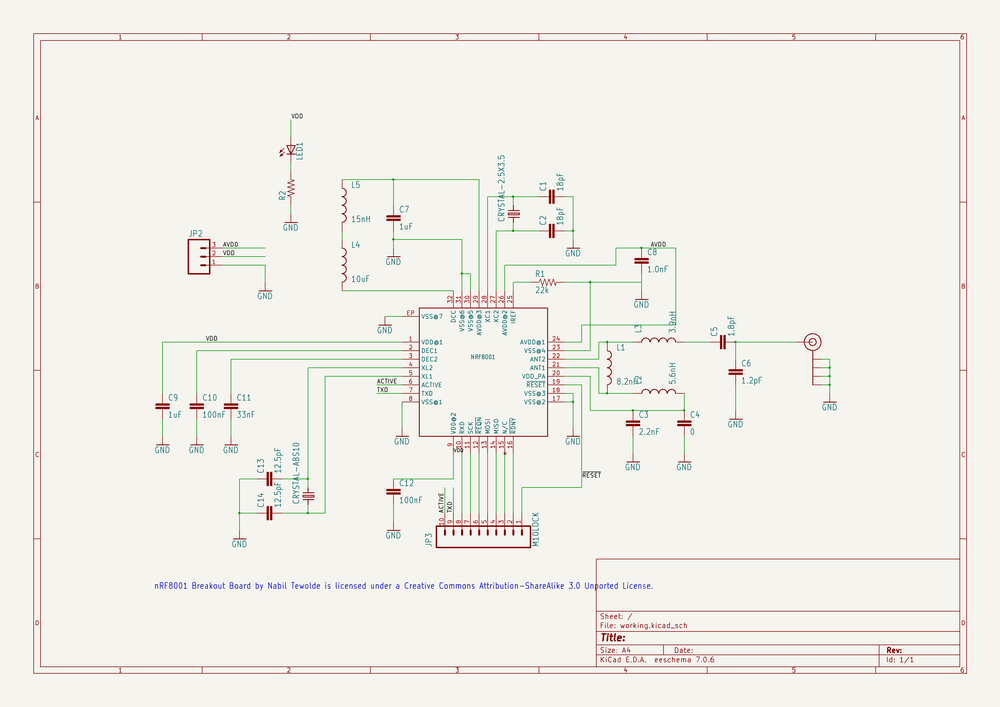 1 2 3 4 5 6
A A
B B
C C
D D
VDD
LED1
R2
GND
JP2
3 AVDD
2 VDD
1
GND
L5
15nH
L4
10uF
C7
1uF
GND
CRYSTAL-2.5X3.5
C1
18pF
C2
18pF
GND
AVDD
C8
1.0nF
GND
R1
22k
32 31 30 29 28 27 26 25
DCC VSS@6 VSS@5 AVDD@3 XC1 XC2 AVDD@2 IREF
EP VSS@7
GND
NRF8001
VDD
1 VDD@1
2 DEC1
3 DEC2
4 XL2
5 XL1
ACTIVE 6 ACTIVE
TXD 7 TXD
8 VSS@1
GND
AVDD@1 24
VSS@4 23
ANT2 22
ANT1 21
VDD_PA 20
RESET 19
VSS@3 18
VSS@2 17
GND
VDD@2 RXD SCK REQN MOSI MISO N/C RDNY
9 10 11 12 13 14 15 16
VDD
L3
3.9nH
L1
8.2nH
5.6nH
C5
1.8pF
C6
1.2pF
GND
GND
C3
2.2nF
GND
C4
0
GND
C9
1uF
GND
C10
100nF
GND
C11
33nF
GND
C13
12.5pF
C14
12.5pF
CRYSTAL-ABS10
GND
C12
100nF
GND
ACTIVE
TXD
RESET
10 9 8 7 6 5 4 3 2 1
JP3
M10LOCK
nRF8001 Breakout Board by Nabil Tewolde is licensed under a Creative Commons Attribution-ShareAlike 3.0 Unported License.
Sheet: /
File: working.kicad_sch
Title:
Size: A4 Date: Rev:
KiCad E.D.A. eeschema 7.0.6 Id: 1/1
1 2 3 4 5 6